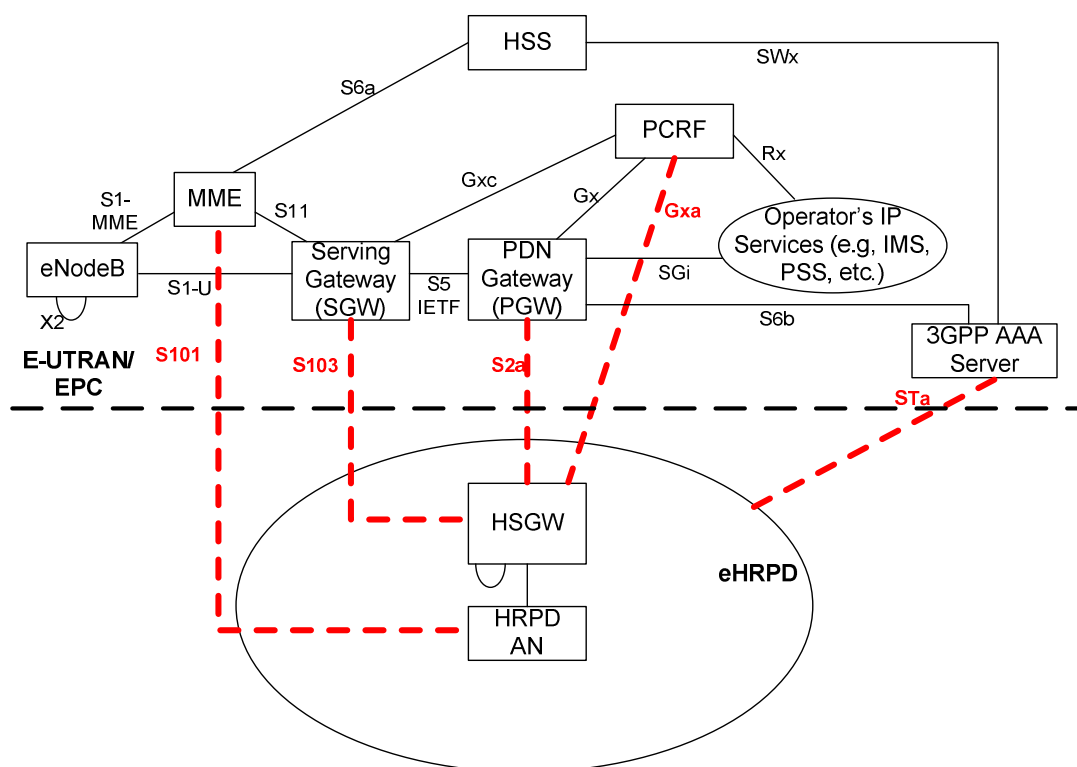 HSS
SWx
S6a
PCRF
Rx
Gxc
S1-
MME
MME
S11
Gx
Gxa
Operator's IP
Services (e.g, IMS,
PSS, etc.)
eNodeB
Serving
Gateway
(SGW)
PDN
Gateway
(PGW)
S1-U
S5
IETF
SGi
X2
S6b
3GPP AAA
Server
E-UTRAN/
EPC
S101
S103
S2a
STa
HSGW
eHRPD
HRPD
AN